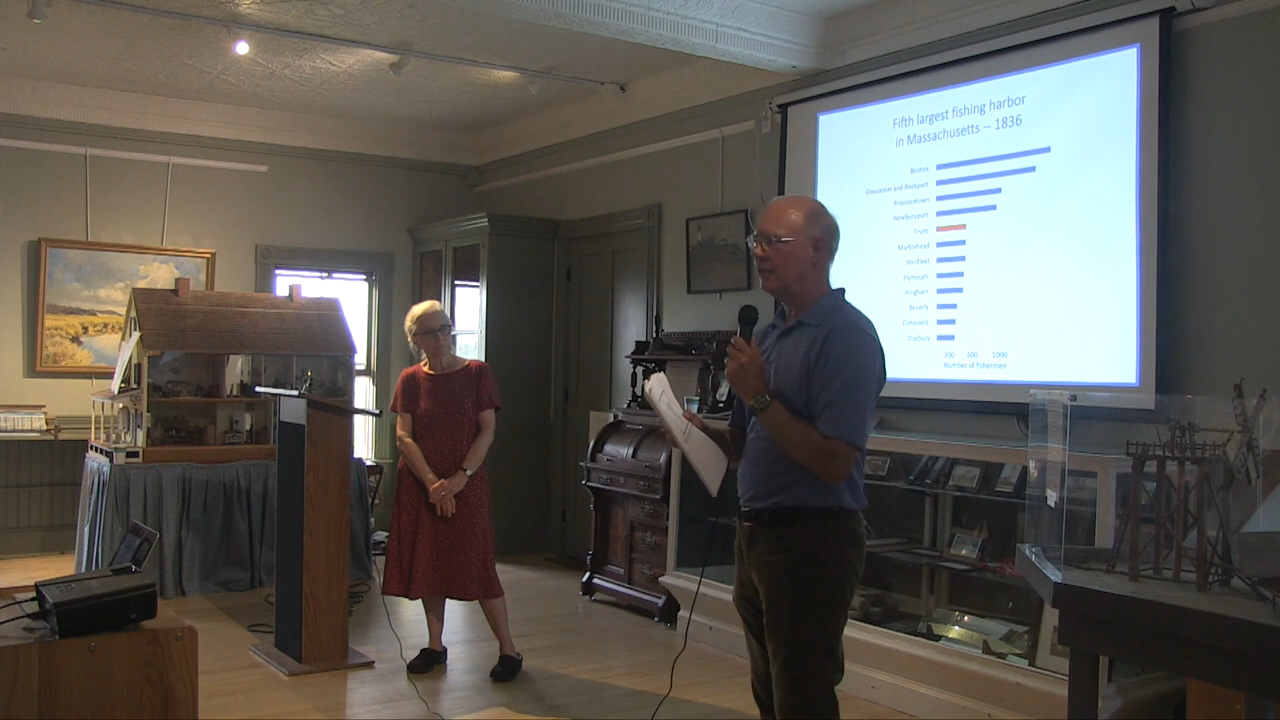 Fifth largest fishing harbor
in Massachusetts -- 1836
Boston
Gloucester and Rockport
Provincetown
Newburyport
Truro
Marblehead
Wellfleet
Plymouth
Hingham
Beverly
Cohassett
Duxbury
200 600 1000
Number of fishermen